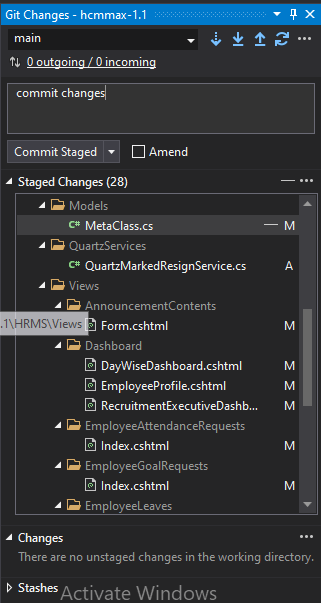 Git Changes - hcmmax-1.1
main
0 outgoing / 0 incoming
commit changes
Commit Staged
Amend
Staged Changes (28)
Models
C# MetaClass.cs M
QuartzServices
C# QuartzMarkedResignService.cs A
Views
AnnouncementContents
.1\HRMS\Views
Form.cshtml M
Dashboard
DayWiseDashboard.cshtml M
EmployeeProfile.cshtml M
RecruitmentExecutiveDashb... M
EmployeeAttendanceRequests
Index.cshtml M
EmployeeGoalRequests
Index.cshtml M
EmployeeLeaves
Changes
There are no unstaged changes in the working directory.
Stashes
Activate Windows